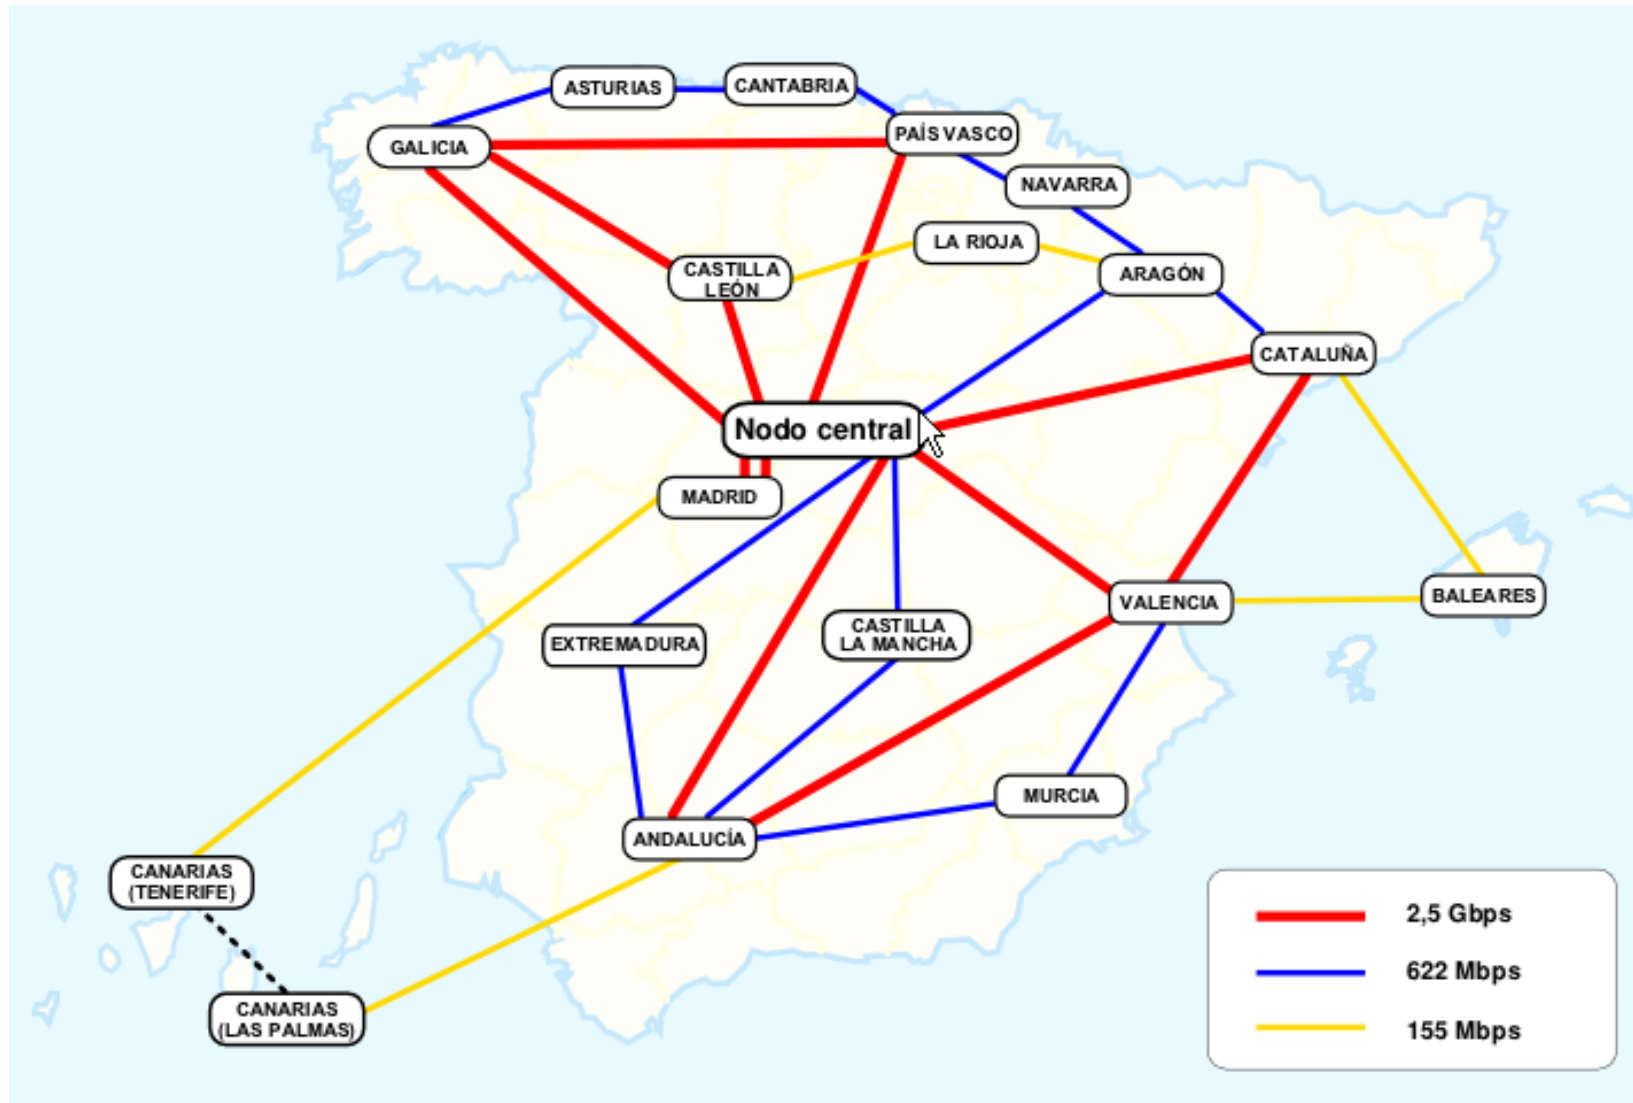 ASTURIAS
CANTABRIA
PAÍS VASCO
GALICIA
NAVARRA
LA RIOJA
CASTILLA
LEÓN
ARAGÓN
CATALUÑA
Nodo central
MADRID
VALENCIA
BALEARES
EXTREMADURA
CASTILLA
LA MANCHA
MURCIA
ANDALUCÍA
CANARIAS
(TENERIFE)
CANARIAS
(LAS PALMAS)
2,5 Gbps
622 Mbps
155 Mbps